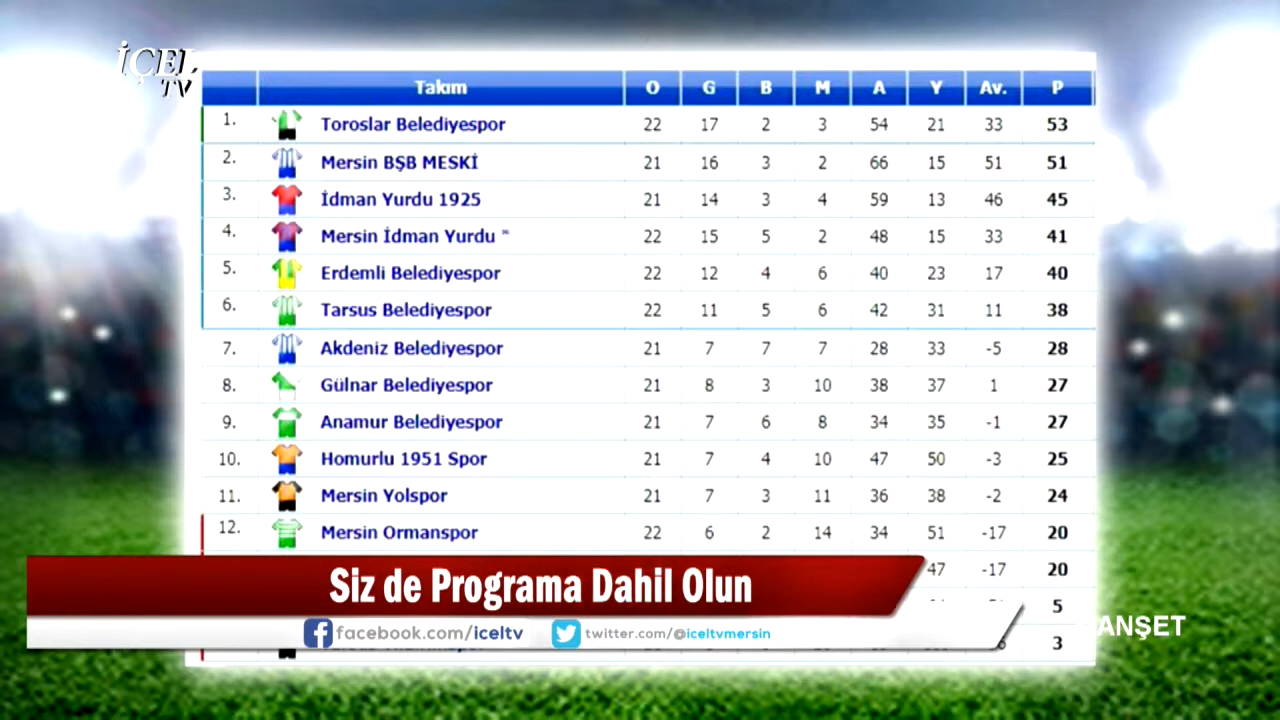 İÇEL
TV
Takım O G B M A Y Av. P
1. Toroslar Belediyespor 22 17 2 3 54 21 33 53
2. Mersin BŞB MESKİ 21 16 3 2 66 15 51 51
3. İdman Yurdu 1925 21 14 3 4 59 13 46 45
4. Mersin İdman Yurdu 22 15 5 2 48 15 33 41
5. Erdemli Belediyespor 22 12 4 6 40 23 17 40
6. Tarsus Belediyespor 22 11 5 6 42 31 11 38
7. Akdeniz Belediyespor 21 7 7 7 28 33 -5 28
8. Gülnar Belediyespor 21 8 3 10 38 37 1 27
9. Anamur Belediyespor 21 7 6 8 34 35 -1 27
10. Homurlu 1951 Spor 21 7 4 10 47 50 -3 25
11. Mersin Yolspor 21 7 3 11 36 38 -2 24
12. Mersin Ormanspor 22 6 2 14 34 51 -17 20
47 -17 20
5
3
Siz de Programa Dahil Olun
facebook.com/iceltv twitter.com/@iceltvmersin
ANŞET